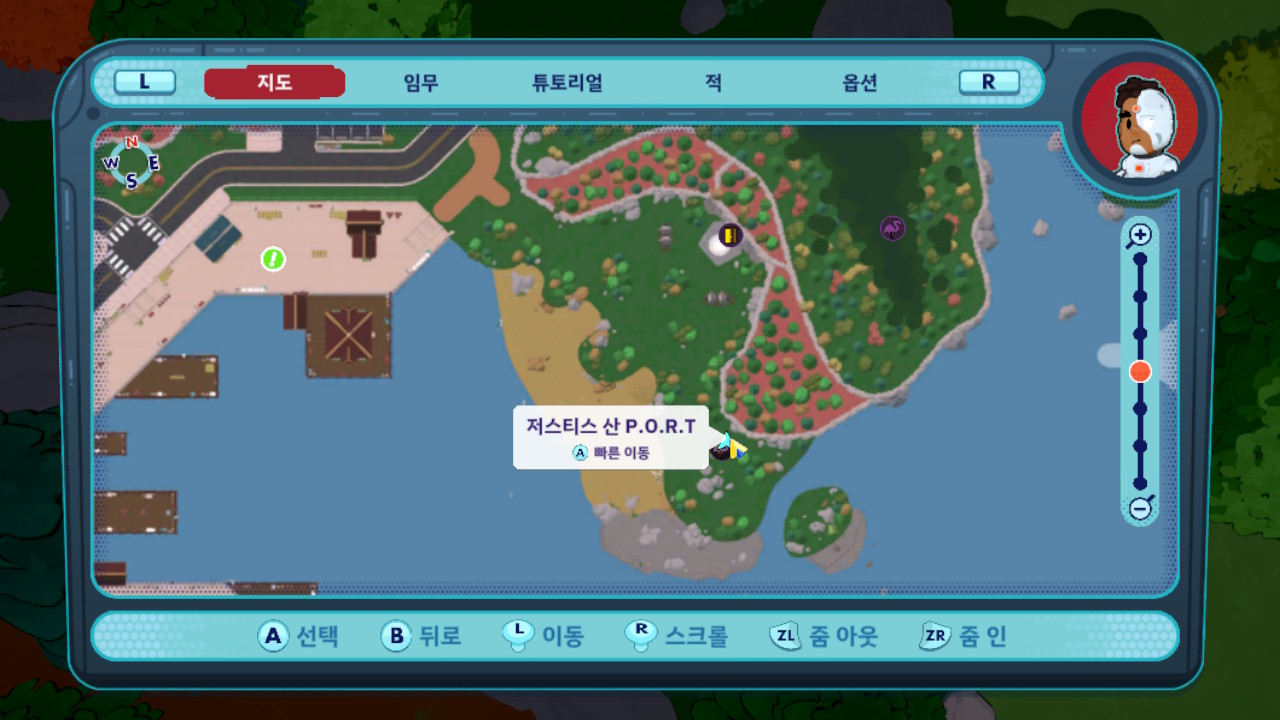 L 지도 임무 튜토리얼 적 옵션 R
N
W E
S
저스티스 산 P.O.R.T
A 빠른 이동
A 선택 B 뒤로 L 이동 R 스크롤 ZL 줌 아웃 ZR 줌 인